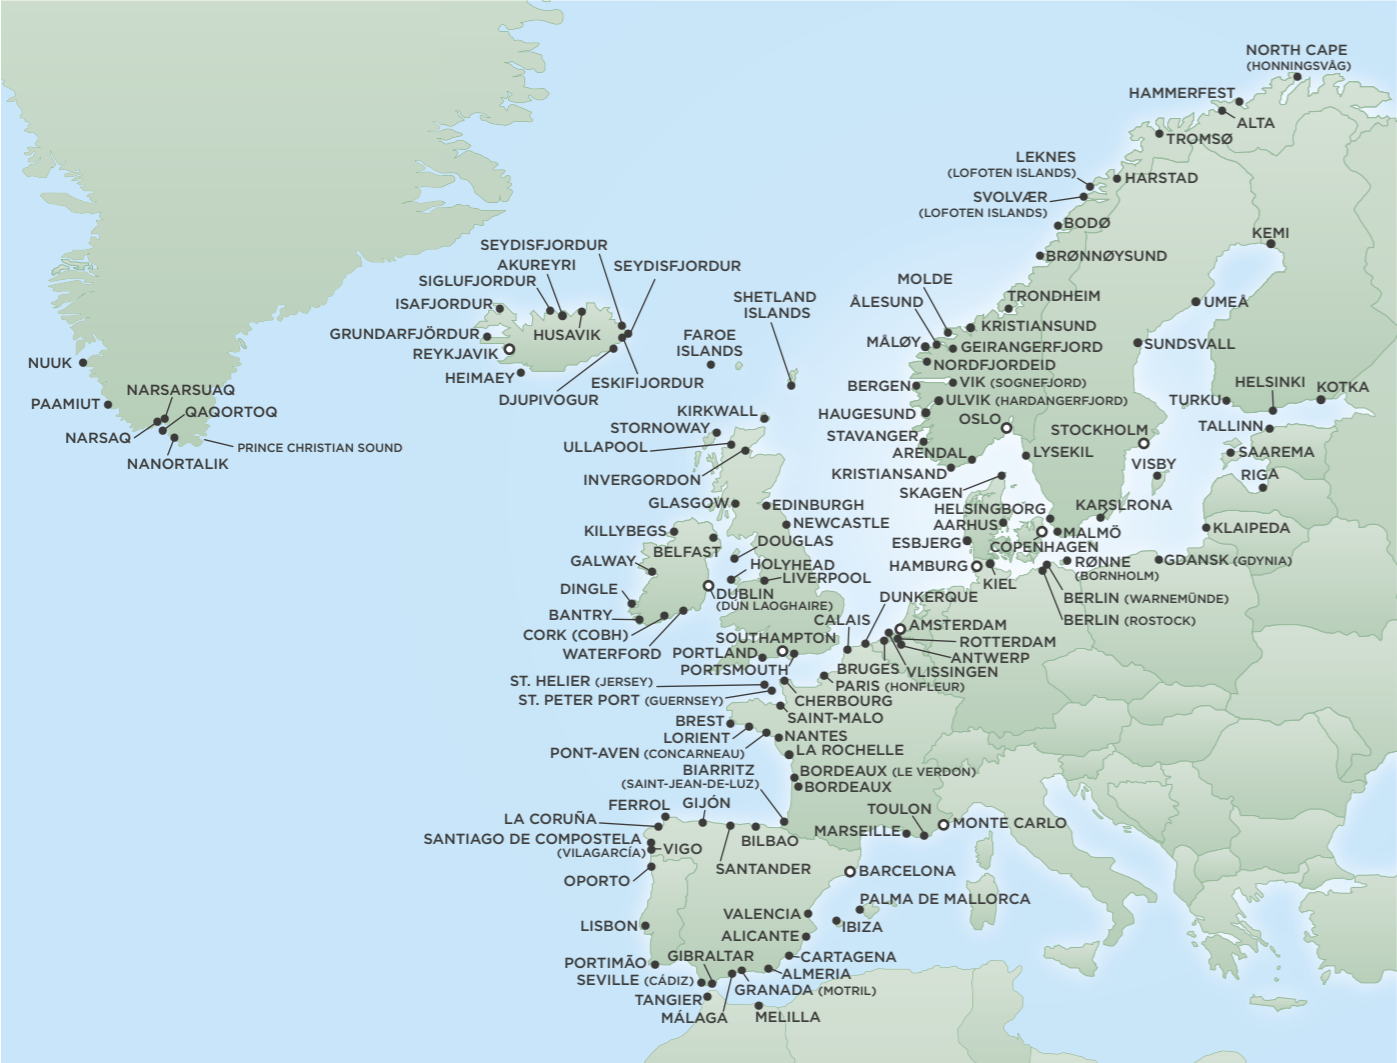 NORTH CAPE
(HONNINGSVÅG)
HAMMERFEST
ALTA
TROMSØ
LEKNES
(LOFOTEN ISLANDS)
HARSTAD
SVOLVÆR
(LOFOTEN ISLANDS)
BODØ
KEMI
BRØNNØYSUND
SEYDISFJORDUR
AKUREYRI
SEYDISFJORDUR
SIGLUFJORDUR
MOLDE
ISAFJORDUR
SHETLAND
ISLANDS
ÅLESUND
TRONDHEIM
UMEÅ
GRUNDARFJÖRDUR
HUSAVIK
KRISTIANSUND
FAROE
ISLANDS
MÅLØY
GEIRANGERFJORD
SUNDSVALL
REYKJAVIK
NUUK
NORDFJORDEID
HEIMAEY
ESKIFIJORDUR
BERGEN
VIK (SOGNEFJORD)
HELSINKI
KOTKA
NARSARSUAQ
DJUPIVOGUR
ULVIK (HARDANGERFJORD)
TURKU
PAAMIUT
QAQORTOQ
KIRKWALL
HAUGESUND
OSLO
TALLINN
STORNOWAY
STOCKHOLM
NARSAQ
PRINCE CHRISTIAN SOUND
ULLAPOOL
STAVANGER
ARENDAL
LYSEKIL
SAAREMA
NANORTALIK
VISBY
INVERGORDON
KRISTIANSAND
RIGA
SKAGEN
GLASGOW
EDINBURGH
HELSINGBORG
KARSLRONA
NEWCASTLE
AARHUS
KLAIPEDA
KILLYBEGS
BELFAST
DOUGLAS
ESBJERG
MALMÖ
COPENHAGEN
GALWAY
HOLYHEAD
HAMBURG
RØNNE
(BORNHOLM)
GDANSK (GDYNIA)
LIVERPOOL
KIEL
DINGLE
DUBLIN
(DÚN LAOGHAIRE)
DUNKERQUE
BERLIN (WARNEMÜNDE)
BANTRY
CALAIS
AMSTERDAM
BERLIN (ROSTOCK)
CORK (COBH)
SOUTHAMPTON
ROTTERDAM
WATERFORD
PORTLAND
ANTWERP
PORTSMOUTH
BRUGES
VLISSINGEN
ST. HELIER (JERSEY)
PARIS (HONFLEUR)
ST. PETER PORT (GUERNSEY)
CHERBOURG
BREST
SAINT-MALO
LORIENT
NANTES
PONT-AVEN (CONCARNEAU)
LA ROCHELLE
BIARRITZ
(SAINT-JEAN-DE-LUZ)
BORDEAUX (LE VERDON)
BORDEAUX
FERROL
GIJÓN
TOULON
LA CORUÑA
MARSEILLE
MONTE CARLO
SANTIAGO DE COMPOSTELA
(VILAGARCÍA)
VIGO
BILBAO
SANTANDER
BARCELONA
OPORTO
PALMA DE MALLORCA
VALENCIA
LISBON
IBIZA
ALICANTE
GIBRALTAR
CARTAGENA
PORTIMÃO
SEVILLE (CÁDIZ)
ALMERIA
GRANADA (MOTRIL)
TANGIER
MÁLAGA
MELILLA